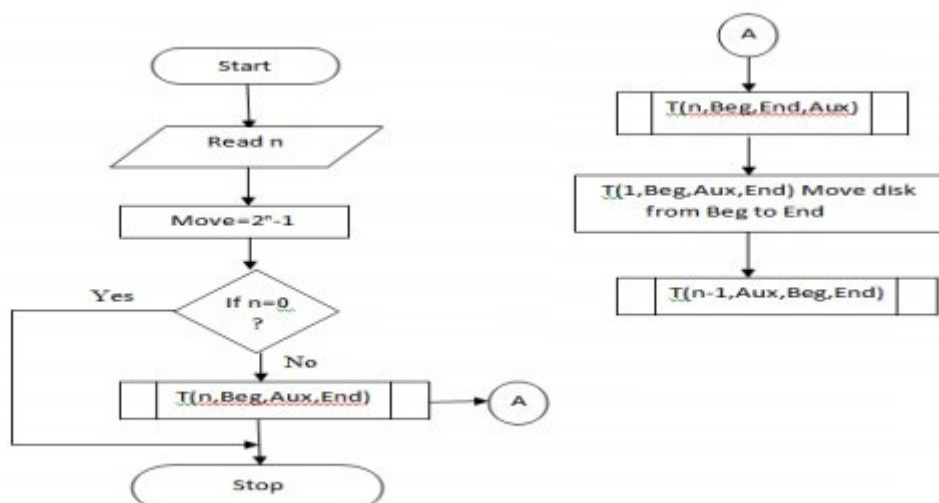 Start
Read n
Move=2ⁿ-1
If n=0
?
Yes
No
T(n,Beg,Aux,End)
A
Stop
A
T(n,Beg,End,Aux)
T(1,Beg,Aux,End) Move disk
from Beg to End
T(n-1,Aux,Beg,End)